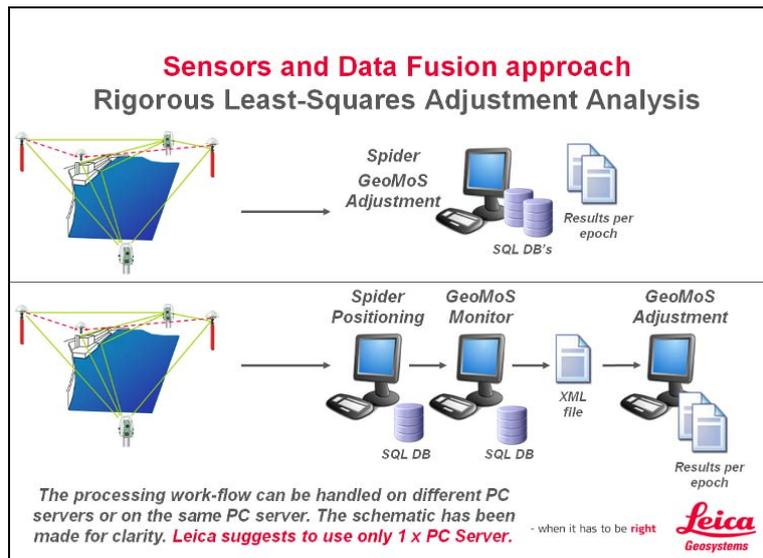 Sensors and Data Fusion approach
Rigorous Least-Squares Adjustment Analysis
Spider
GeoMoS
Adjustment
SQL DB's
Results per
epoch
Spider
Positioning
GeoMoS
Monitor
GeoMoS
Adjustment
SQL DB
SQL DB
XML
file
Results per
epoch
The processing work-flow can be handled on different PC
servers or on the same PC server. The schematic has been
made for clarity. Leica suggests to use only 1 x PC Server.
- when it has to be right
Leica
Geosystems